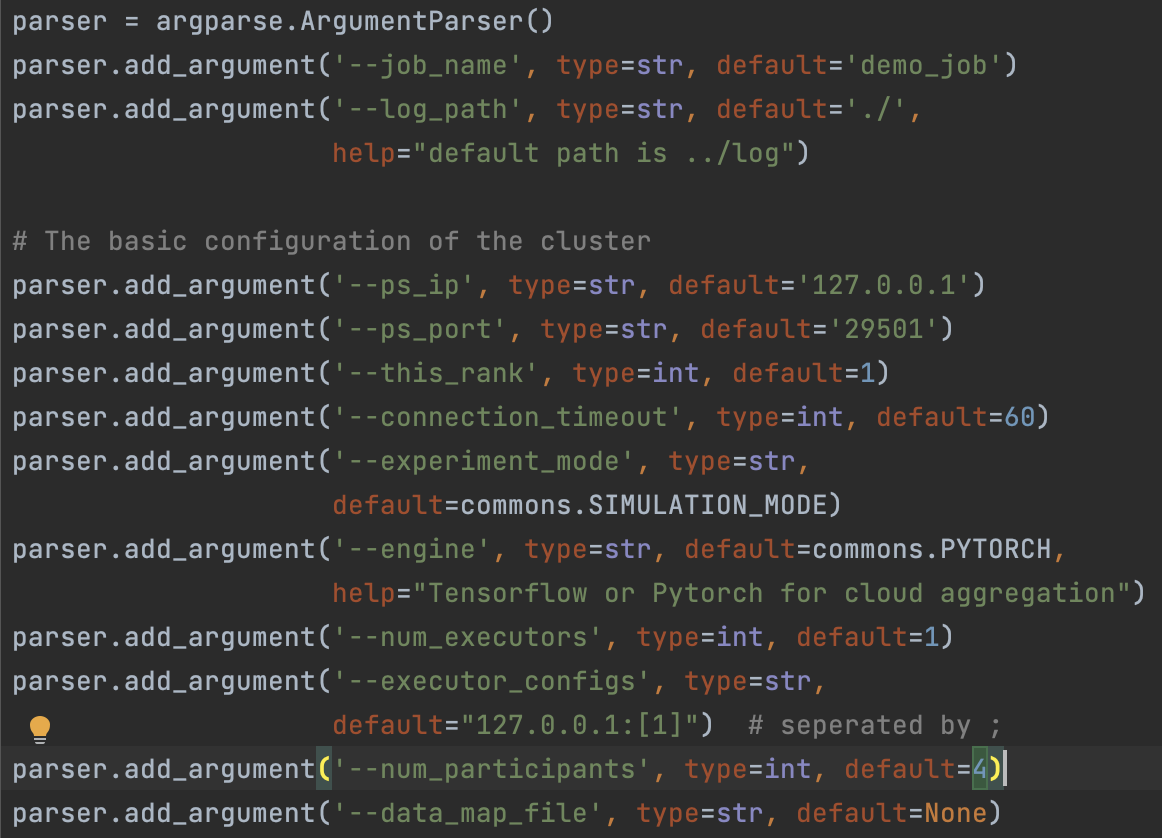 parser = argparse.ArgumentParser()
parser.add_argument('--job_name', type=str, default='demo_job')
parser.add_argument('--log_path', type=str, default='./',
                    help="default path is ../log")

# The basic configuration of the cluster
parser.add_argument('--ps_ip', type=str, default='127.0.0.1')
parser.add_argument('--ps_port', type=str, default='29501')
parser.add_argument('--this_rank', type=int, default=1)
parser.add_argument('--connection_timeout', type=int, default=60)
parser.add_argument('--experiment_mode', type=str,
                    default=commons.SIMULATION_MODE)
parser.add_argument('--engine', type=str, default=commons.PYTORCH,
                    help="Tensorflow or Pytorch for cloud aggregation")
parser.add_argument('--num_executors', type=int, default=1)
parser.add_argument('--executor_configs', type=str,
                    default="127.0.0.1:[1]")  # seperated by ;
parser.add_argument('--num_participants', type=int, default=4)
parser.add_argument('--data_map_file', type=str, default=None)